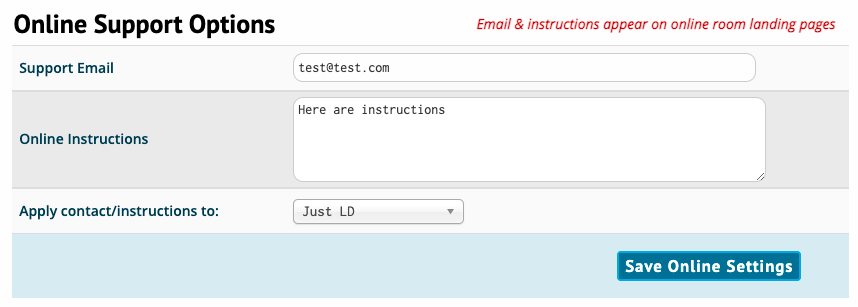 Online Support Options
Email & instructions appear on online room landing pages
Support Email
test@test.com
Online Instructions
Here are instructions
Apply contact/instructions to:
Just LD
Save Online Settings